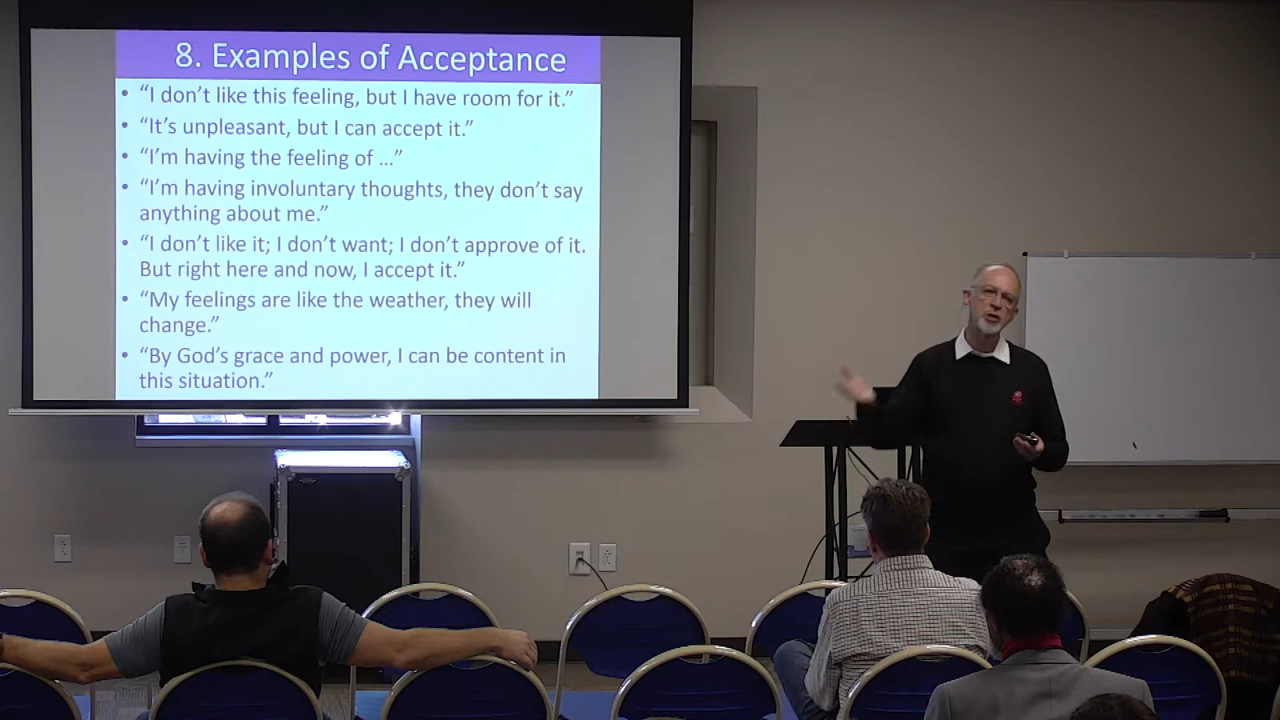 8. Examples of Acceptance
• “I don’t like this feeling, but I have room for it.”
• “It’s unpleasant, but I can accept it.”
• “I’m having the feeling of ...”
• “I’m having involuntary thoughts, they don’t say
anything about me.”
• “I don’t like it; I don’t want; I don’t approve of it.
But right here and now, I accept it.”
• “My feelings are like the weather, they will
change.”
• “By God’s grace and power, I can be content in
this situation.”